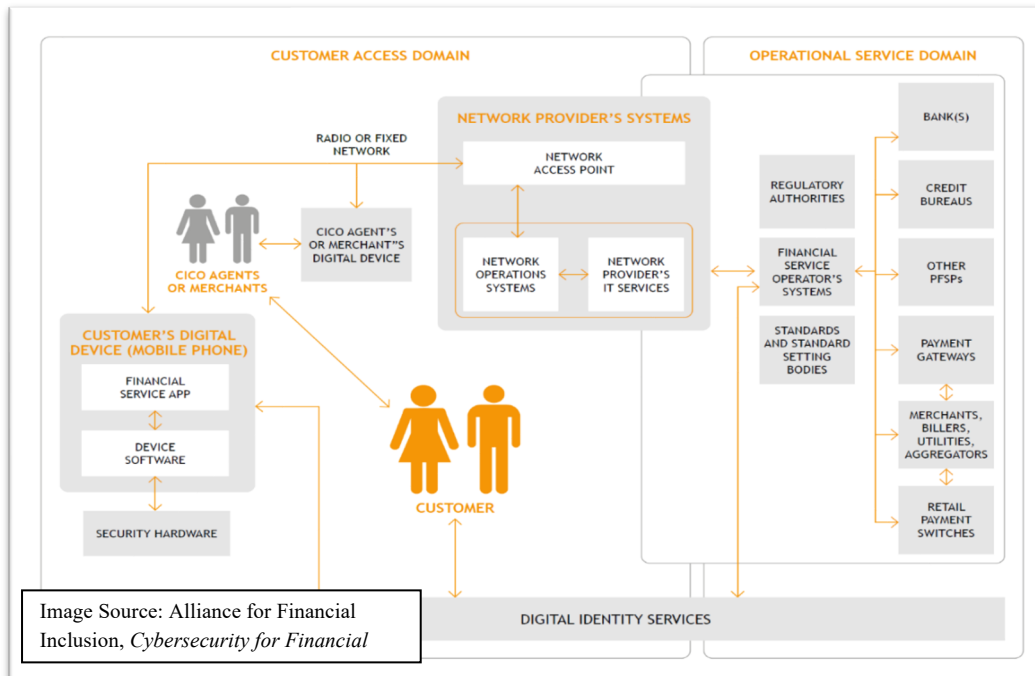 CUSTOMER ACCESS DOMAIN
OPERATIONAL SERVICE DOMAIN
NETWORK PROVIDER'S SYSTEMS
RADIO OR FIXED
NETWORK
NETWORK
ACCESS POINT
CICO AGENTS
OR MERCHANTS
CICO AGENT'S
OR MERCHANT"S
DIGITAL DEVICE
NETWORK
OPERATIONS
SYSTEMS
NETWORK
PROVIDER'S
IT SERVICES
REGULATORY
AUTHORITIES
FINANCIAL
SERVICE
OPERATOR'S
SYSTEMS
STANDARDS
AND STANDARD
SETTING
BODIES
BANK(S)
CREDIT
BUREAUS
OTHER
PFSPs
PAYMENT
GATEWAYS
MERCHANTS,
BILLERS,
UTILITIES,
AGGREGATORS
RETAIL
PAYMENT
SWITCHES
CUSTOMER'S DIGITAL
DEVICE (MOBILE PHONE)
FINANCIAL
SERVICE APP
DEVICE
SOFTWARE
SECURITY HARDWARE
CUSTOMER
DIGITAL IDENTITY SERVICES
Image Source: Alliance for Financial
Inclusion, Cybersecurity for Financial